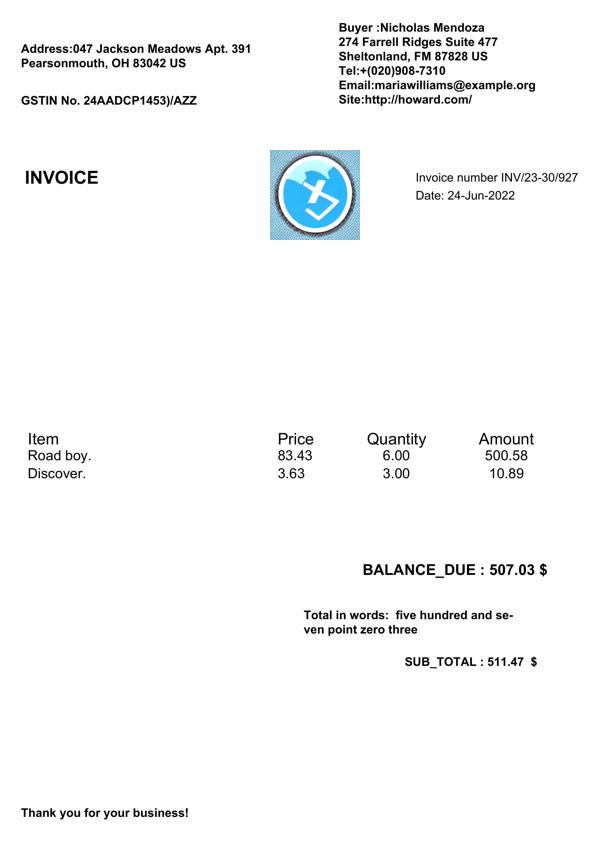 Address:047 Jackson Meadows Apt. 391
Pearsonmouth, OH 83042 US
GSTIN No. 24AADCP1453)/AZZ
Buyer :Nicholas Mendoza
274 Farrell Ridges Suite 477
Sheltonland, FM 87828 US
Tel:+(020)908-7310
Email:mariawilliams@example.org
Site:http://howard.com/
INVOICE
Invoice number INV/23-30/927
Date: 24-Jun-2022
Item Price Quantity Amount
Road boy. 83.43 6.00 500.58
Discover. 3.63 3.00 10.89
BALANCE_DUE : 507.03 $
Total in words: five hundred and se-
ven point zero three
SUB_TOTAL : 511.47 $
Thank you for your business!